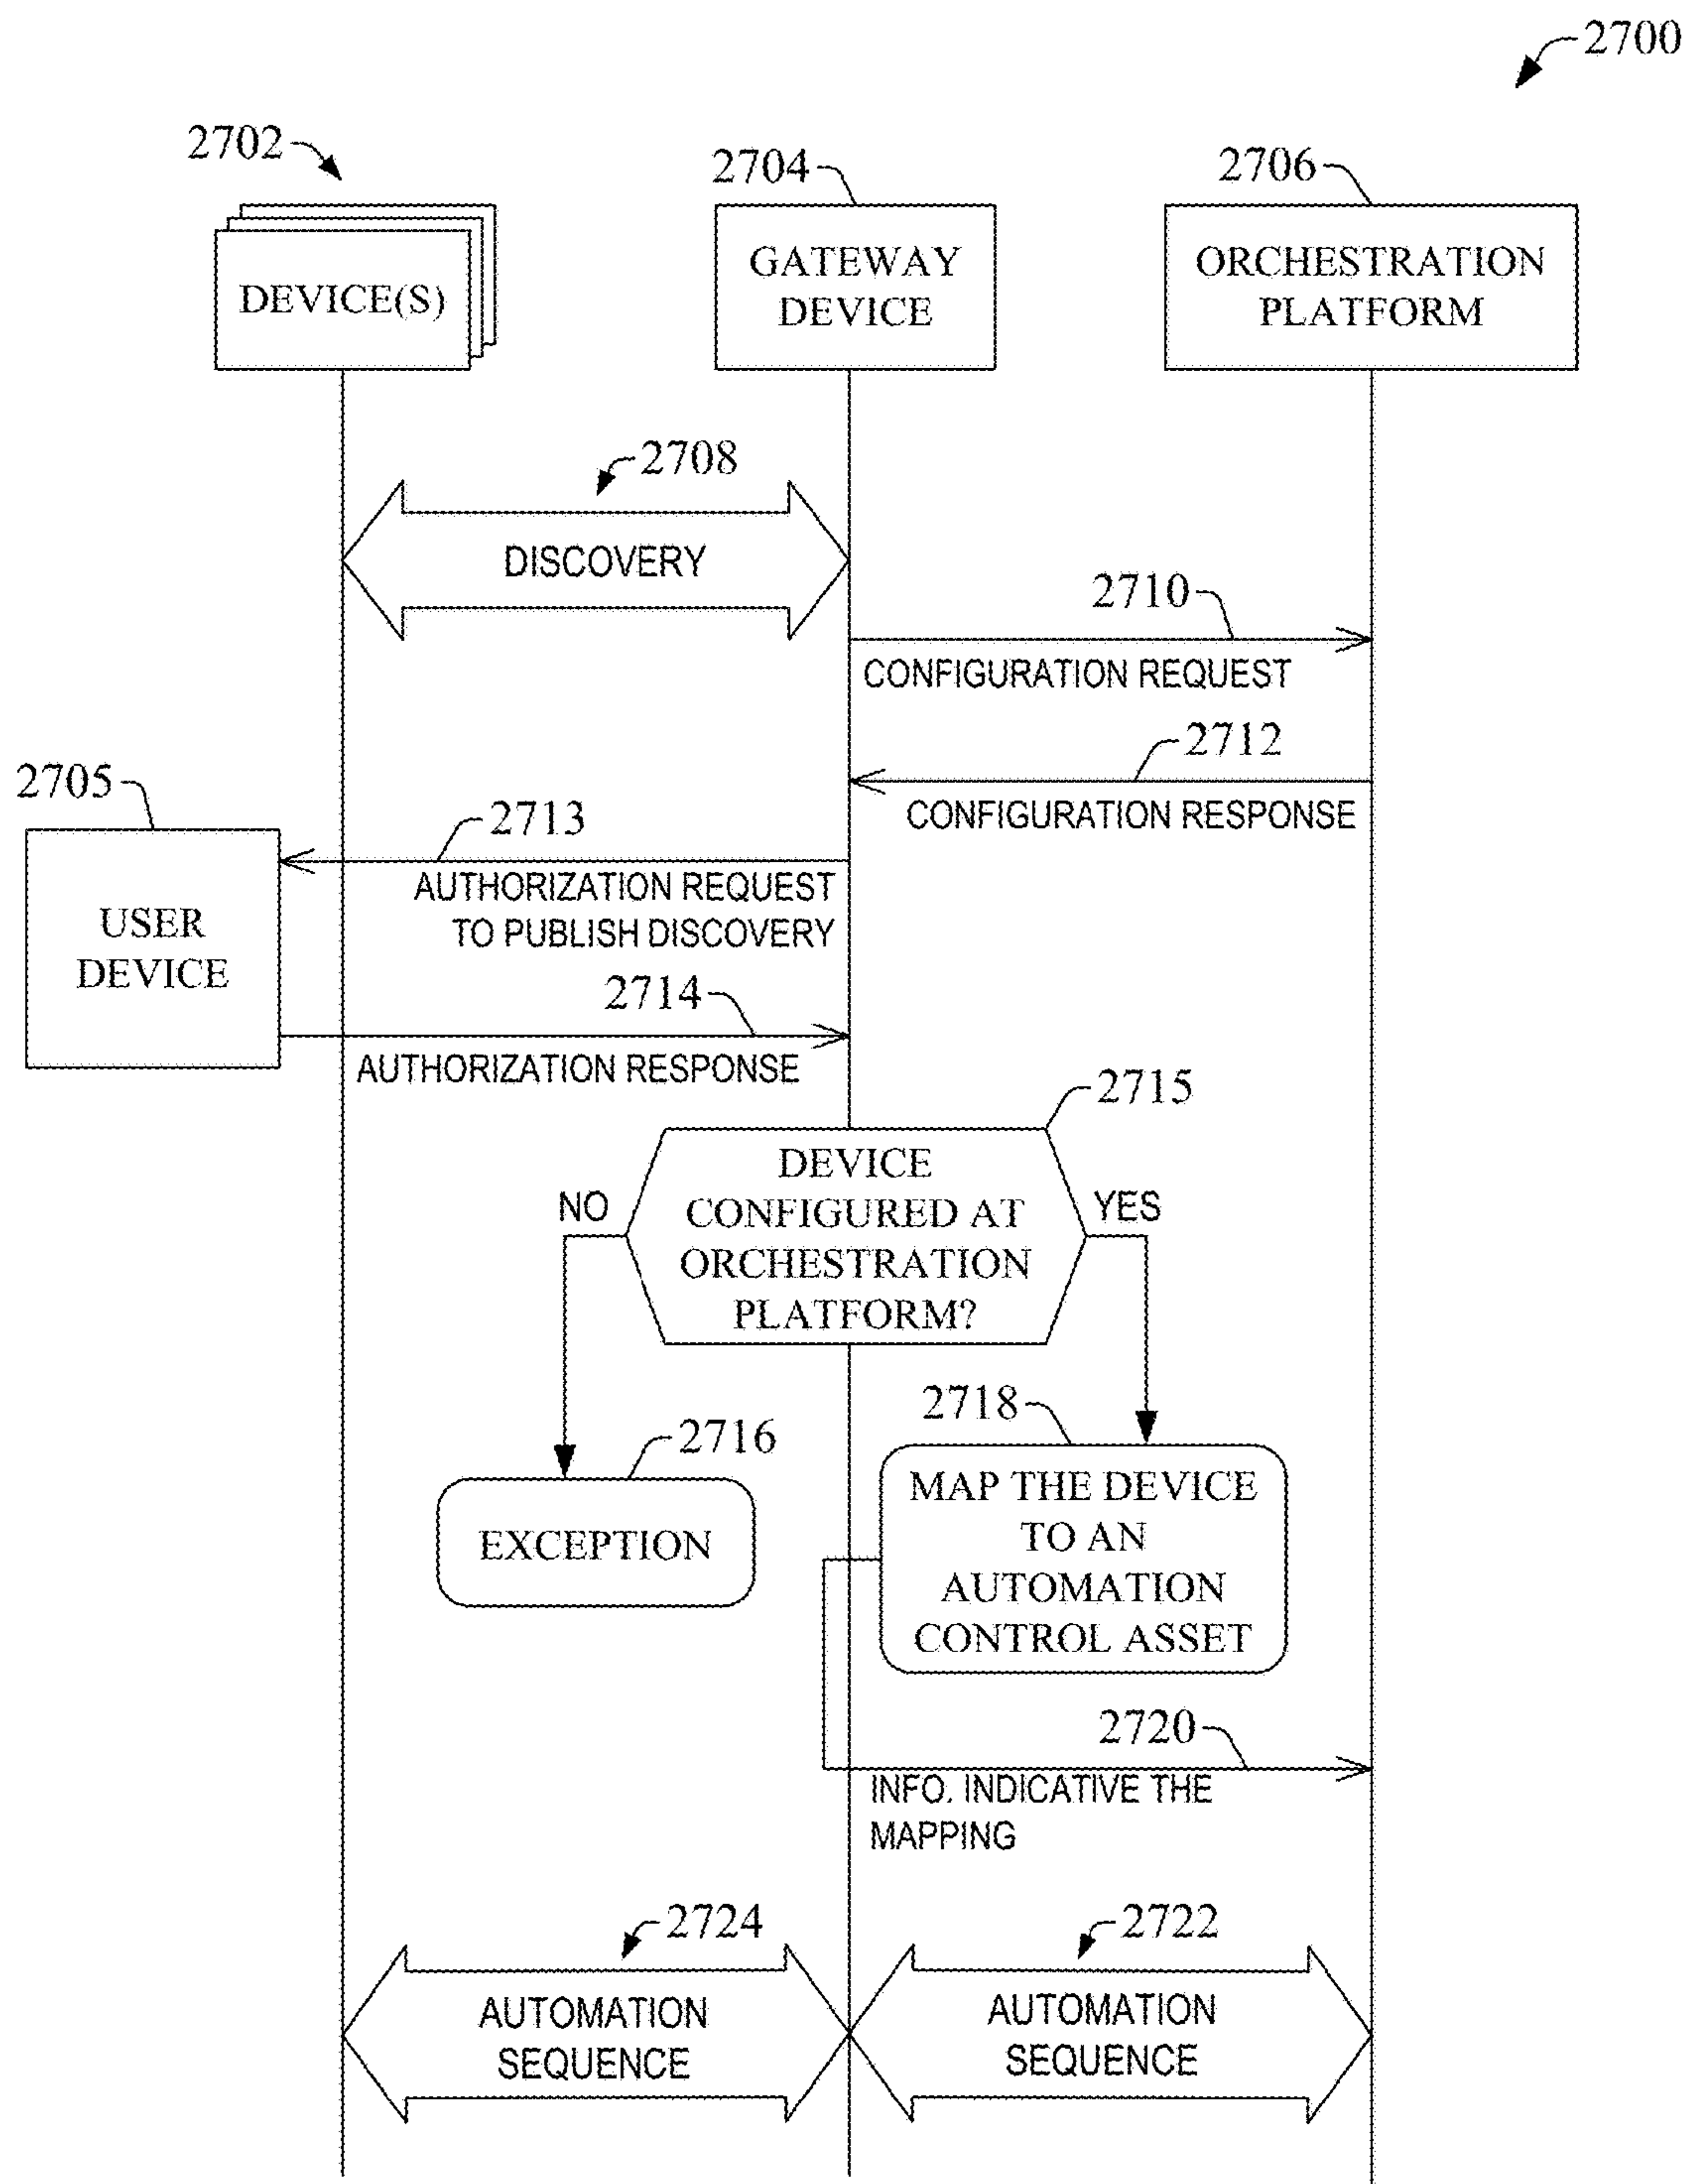 2700
2702
2704
2706
DEVICE(S)
GATEWAY
DEVICE
ORCHESTRATION
PLATFORM
2708
DISCOVERY
2710
CONFIGURATION REQUEST
2712
CONFIGURATION RESPONSE
2705
USER
DEVICE
2713
AUTHORIZATION REQUEST
TO PUBLISH DISCOVERY
2714
AUTHORIZATION RESPONSE
2715
DEVICE
CONFIGURED AT
ORCHESTRATION
PLATFORM?
NO
YES
2716
EXCEPTION
2718
MAP THE DEVICE
TO AN
AUTOMATION
CONTROL ASSET
2720
INFO. INDICATIVE THE
MAPPING
2724
AUTOMATION
SEQUENCE
2722
AUTOMATION
SEQUENCE